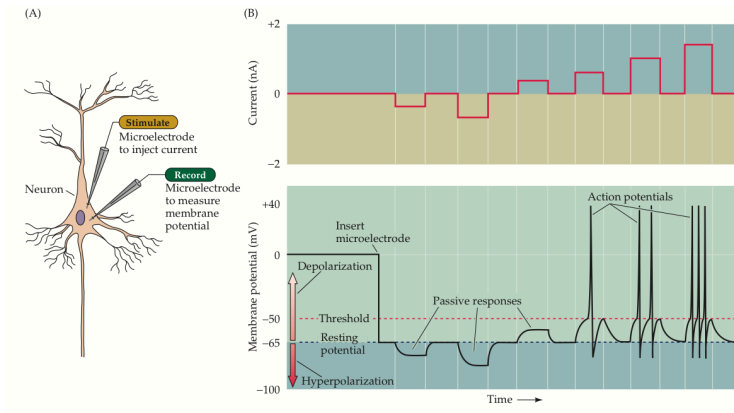 (A)
Stimulate
Microelectrode
to inject current
Record
Microelectrode
to measure
membrane
potential
Neuron
(B)
Current (nA)
+2
0
−2
Membrane potential (mV)
+40
0
−50
−65
−100
Insert
microelectrode
Action potentials
Depolarization
Passive responses
Threshold
Resting
potential
Hyperpolarization
Time